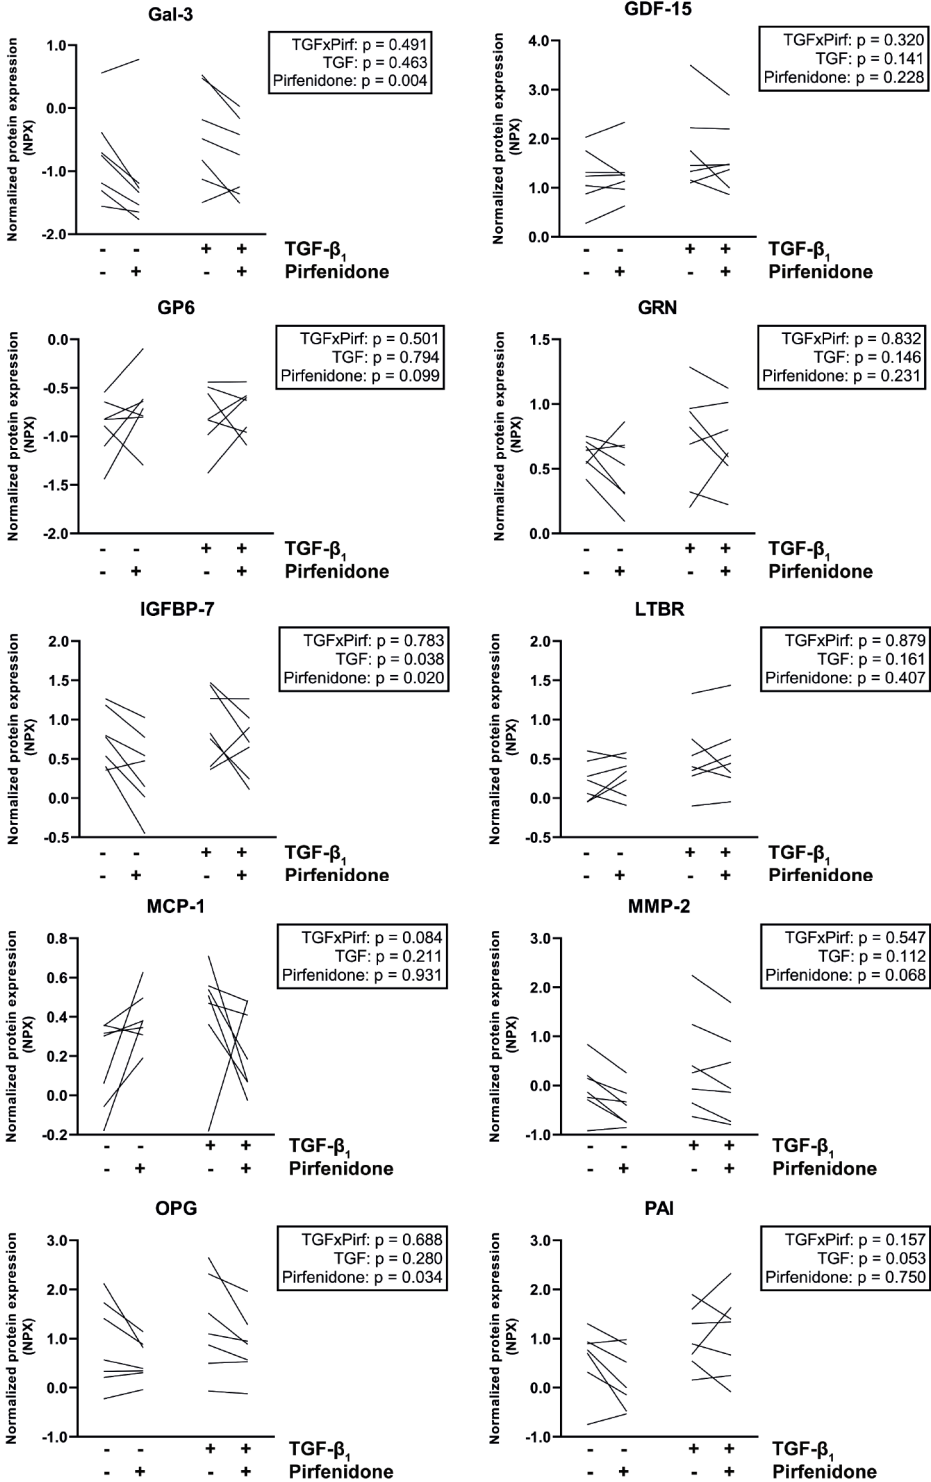 Gal-3
Normalized protein expression
(NPX)
1.0
0.0
-1.0
-2.0
TGFxPirf: p = 0.491
TGF: p = 0.463
Pirfenidone: p = 0.004
- - + + TGF-β1
- + - + Pirfenidone
GDF-15
Normalized protein expression
(NPX)
4.0
3.0
2.0
1.0
0.0
TGFxPirf: p = 0.320
TGF: p = 0.141
Pirfenidone: p = 0.228
- - + + TGF-β1
- + - + Pirfenidone
GP6
Normalized protein expression
(NPX)
0.0
-0.5
-1.0
-1.5
-2.0
TGFxPirf: p = 0.501
TGF: p = 0.794
Pirfenidone: p = 0.099
- - + + TGF-β1
- + - + Pirfenidone
GRN
Normalized protein expression
(NPX)
1.5
1.0
0.5
0.0
TGFxPirf: p = 0.832
TGF: p = 0.146
Pirfenidone: p = 0.231
- - + + TGF-β1
- + - + Pirfenidone
IGFBP-7
Normalized protein expression
(NPX)
2.0
1.5
1.0
0.5
0.0
-0.5
TGFxPirf: p = 0.783
TGF: p = 0.038
Pirfenidone: p = 0.020
- - + + TGF-β1
- + - + Pirfenidone
LTBR
Normalized protein expression
(NPX)
2.0
1.5
1.0
0.5
0.0
-0.5
TGFxPirf: p = 0.879
TGF: p = 0.161
Pirfenidone: p = 0.407
- - + + TGF-β1
- + - + Pirfenidone
MCP-1
Normalized protein expression
(NPX)
0.8
0.6
0.4
0.2
0.0
-0.2
TGFxPirf: p = 0.084
TGF: p = 0.211
Pirfenidone: p = 0.931
- - + + TGF-β1
- + - + Pirfenidone
MMP-2
Normalized protein expression
(NPX)
3.0
2.0
1.0
0.0
-1.0
TGFxPirf: p = 0.547
TGF: p = 0.112
Pirfenidone: p = 0.068
- - + + TGF-β1
- + - + Pirfenidone
OPG
Normalized protein expression
(NPX)
3.0
2.0
1.0
0.0
-1.0
TGFxPirf: p = 0.688
TGF: p = 0.280
Pirfenidone: p = 0.034
- - + + TGF-β1
- + - + Pirfenidone
PAI
Normalized protein expression
(NPX)
3.0
2.0
1.0
0.0
-1.0
TGFxPirf: p = 0.157
TGF: p = 0.053
Pirfenidone: p = 0.750
- - + + TGF-β1
- + - + Pirfenidone